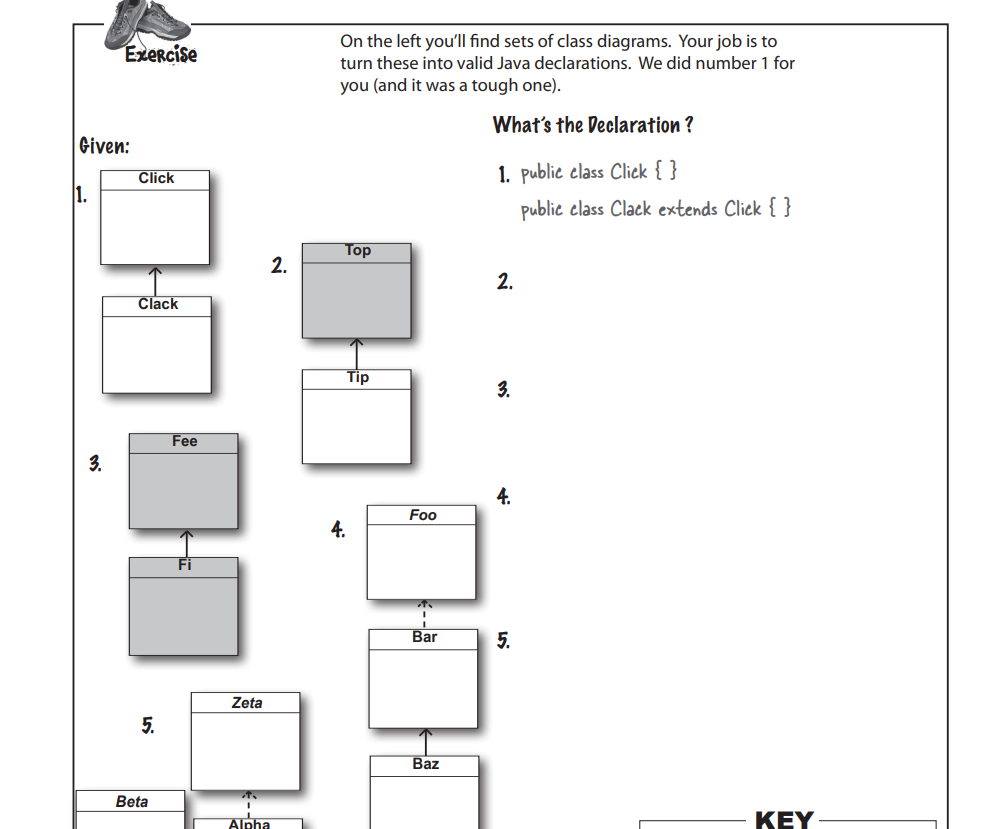 Exercise
On the left you'll find sets of class diagrams. Your job is to
turn these into valid Java declarations. We did number 1 for
you (and it was a tough one).
Given:
1.
Click
Clack
2.
Top
Tip
3.
Fee
Fi
4.
Foo
Bar
Baz
5.
Zeta
Beta
Alpha
What's the Declaration ?
1. public class Click { }
public class Clack extends Click { }
2.
3.
4.
5.
KEY